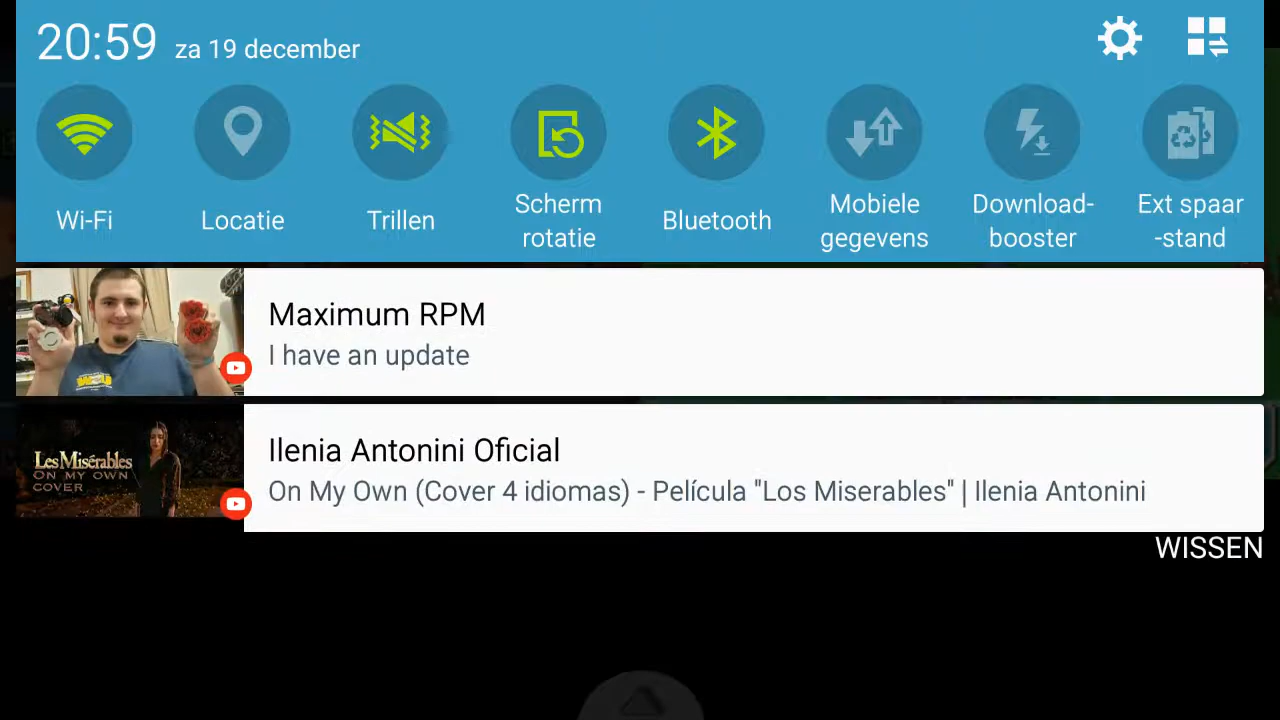 20:59 za 19 december
Wi-Fi
Locatie
Trillen
Scherm
rotatie
Bluetooth
Mobiele
gegevens
Download-
booster
Ext spaar
-stand
Maximum RPM
I have an update
Les Misérables
ON MY OWN
COVER
Ilenia Antonini Oficial
On My Own (Cover 4 idiomas) - Película "Los Miserables" | Ilenia Antonini
WISSEN